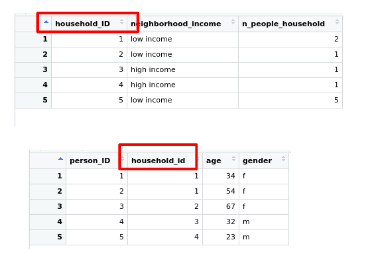 household_ID neighborhood_income n_people_household
1 1 low income 2
2 2 low income 1
3 3 high income 1
4 4 high income 1
5 5 low income 5
person_ID household_id age gender
1 1 1 34 f
2 2 1 54 f
3 3 2 67 f
4 4 3 32 m
5 5 4 23 m